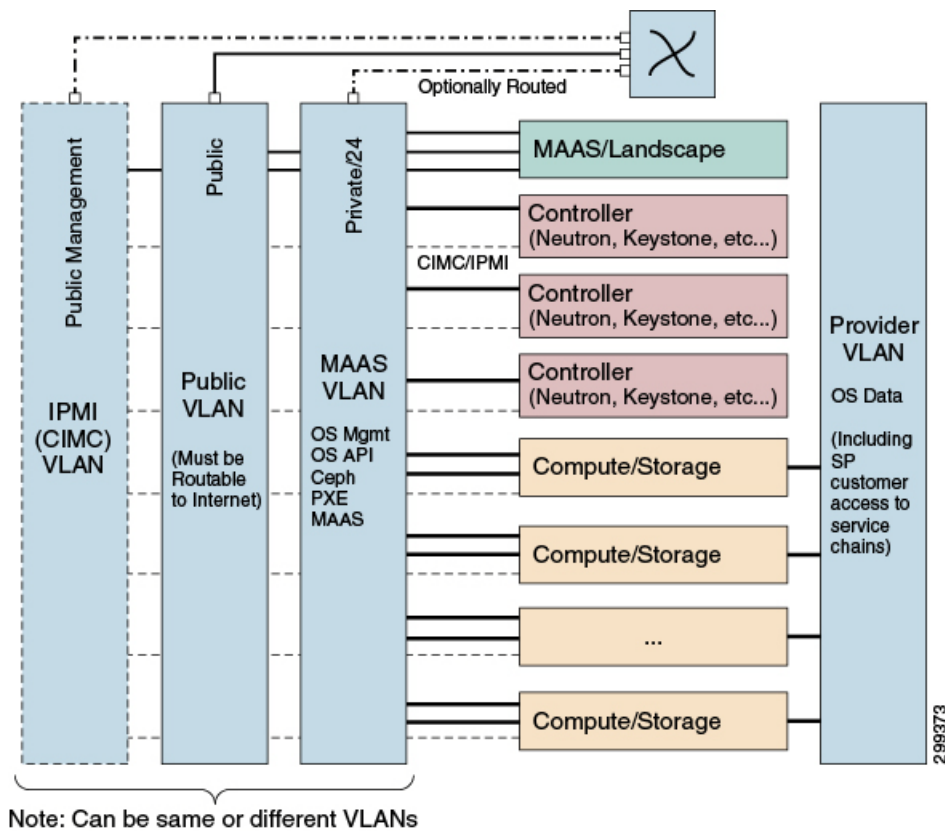 Optionally Routed
Public Management
IPMI
(CIMC)
VLAN
Public
Public
VLAN
(Must be
Routable
to Internet)
Private/24
MAAS
VLAN
OS Mgmt
OS API
Ceph
PXE
MAAS
CIMC/IPMI
MAAS/Landscape
Controller
(Neutron, Keystone, etc...)
Controller
(Neutron, Keystone, etc...)
Controller
(Neutron, Keystone, etc...)
Compute/Storage
Compute/Storage
...
Compute/Storage
Provider
VLAN
OS Data
(Including
SP
customer
access to
service
chains)
299373
Note: Can be same or different VLANs